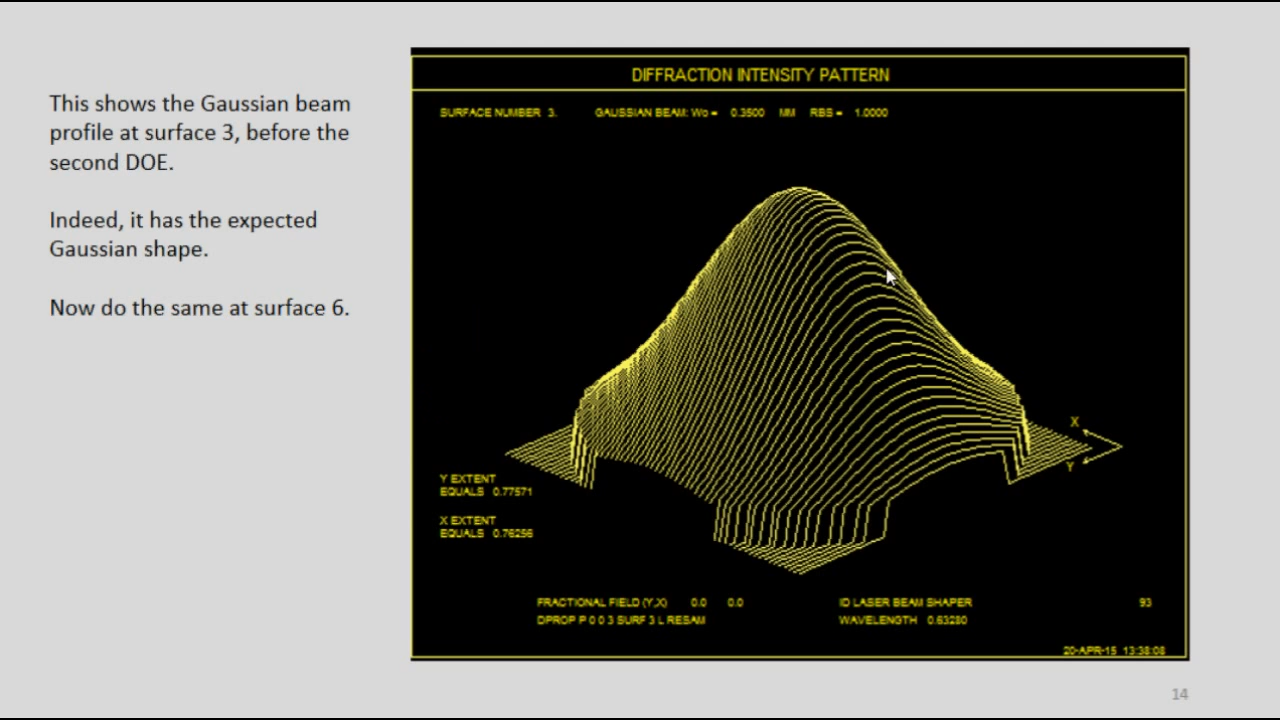 This shows the Gaussian beam
profile at surface 3, before the
second DOE.
Indeed, it has the expected
Gaussian shape.
Now do the same at surface 6.
DIFFRACTION INTENSITY PATTERN
SURFACE NUMBER 3. GAUSSIAN BEAM: Wo = 0.3500 MM RBS = 1.0000
X
Y
Y EXTENT
EQUALS 0.77571
X EXTENT
EQUALS 0.76256
FRACTIONAL FIELD (Y,X) 0.0 0.0 ID LASER BEAM SHAPER 93
DPROP P 0 0 3 SURF 3 L RESAM WAVELENGTH 0.63280
20-APR-15 13:38:08
14